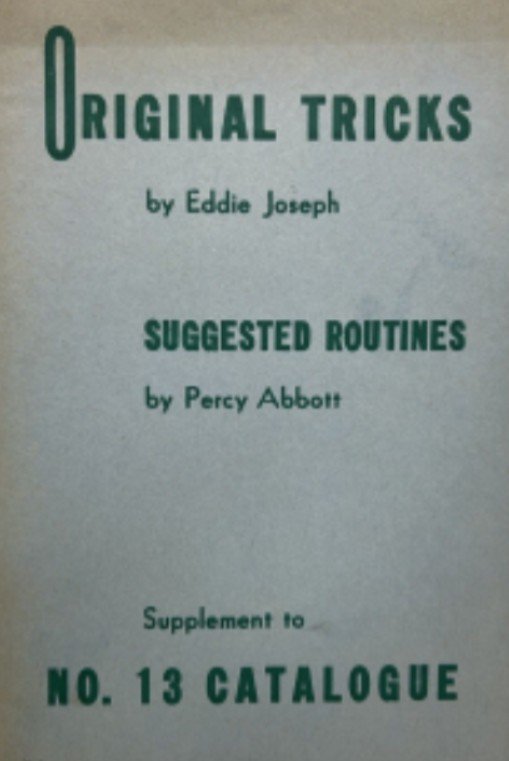 ORIGINAL TRICKS
by Eddie Joseph
SUGGESTED ROUTINES
by Percy Abbott
Supplement to
NO. 13 CATALOGUE